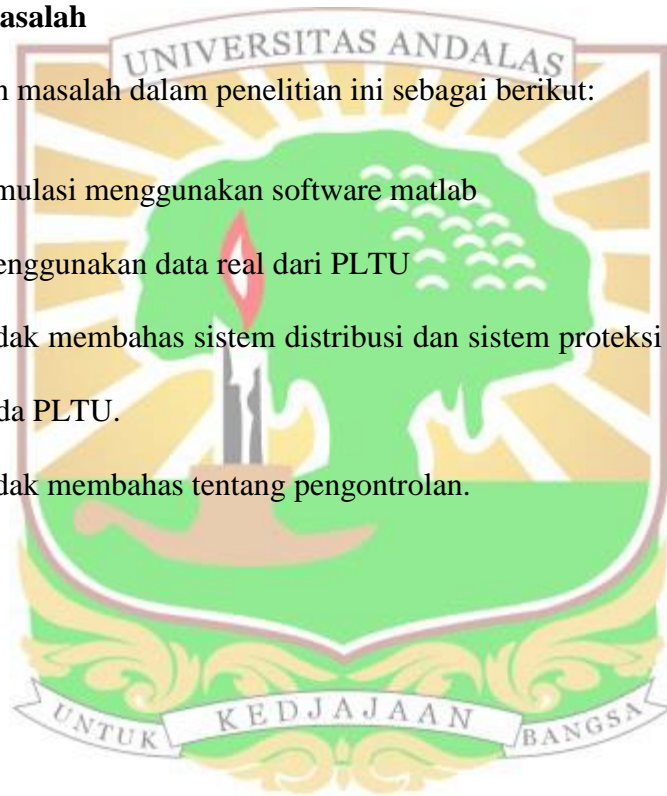 asalah
UNIVERSITAS ANDALAS
n masalah dalam penelitian ini sebagai berikut:
mulasi menggunakan software matlab
enggunakan data real dari PLTU
dak membahas sistem distribusi dan sistem proteksi
da PLTU.
dak membahas tentang pengontrolan.
UNTUK KEDJAJAAN BANGSA